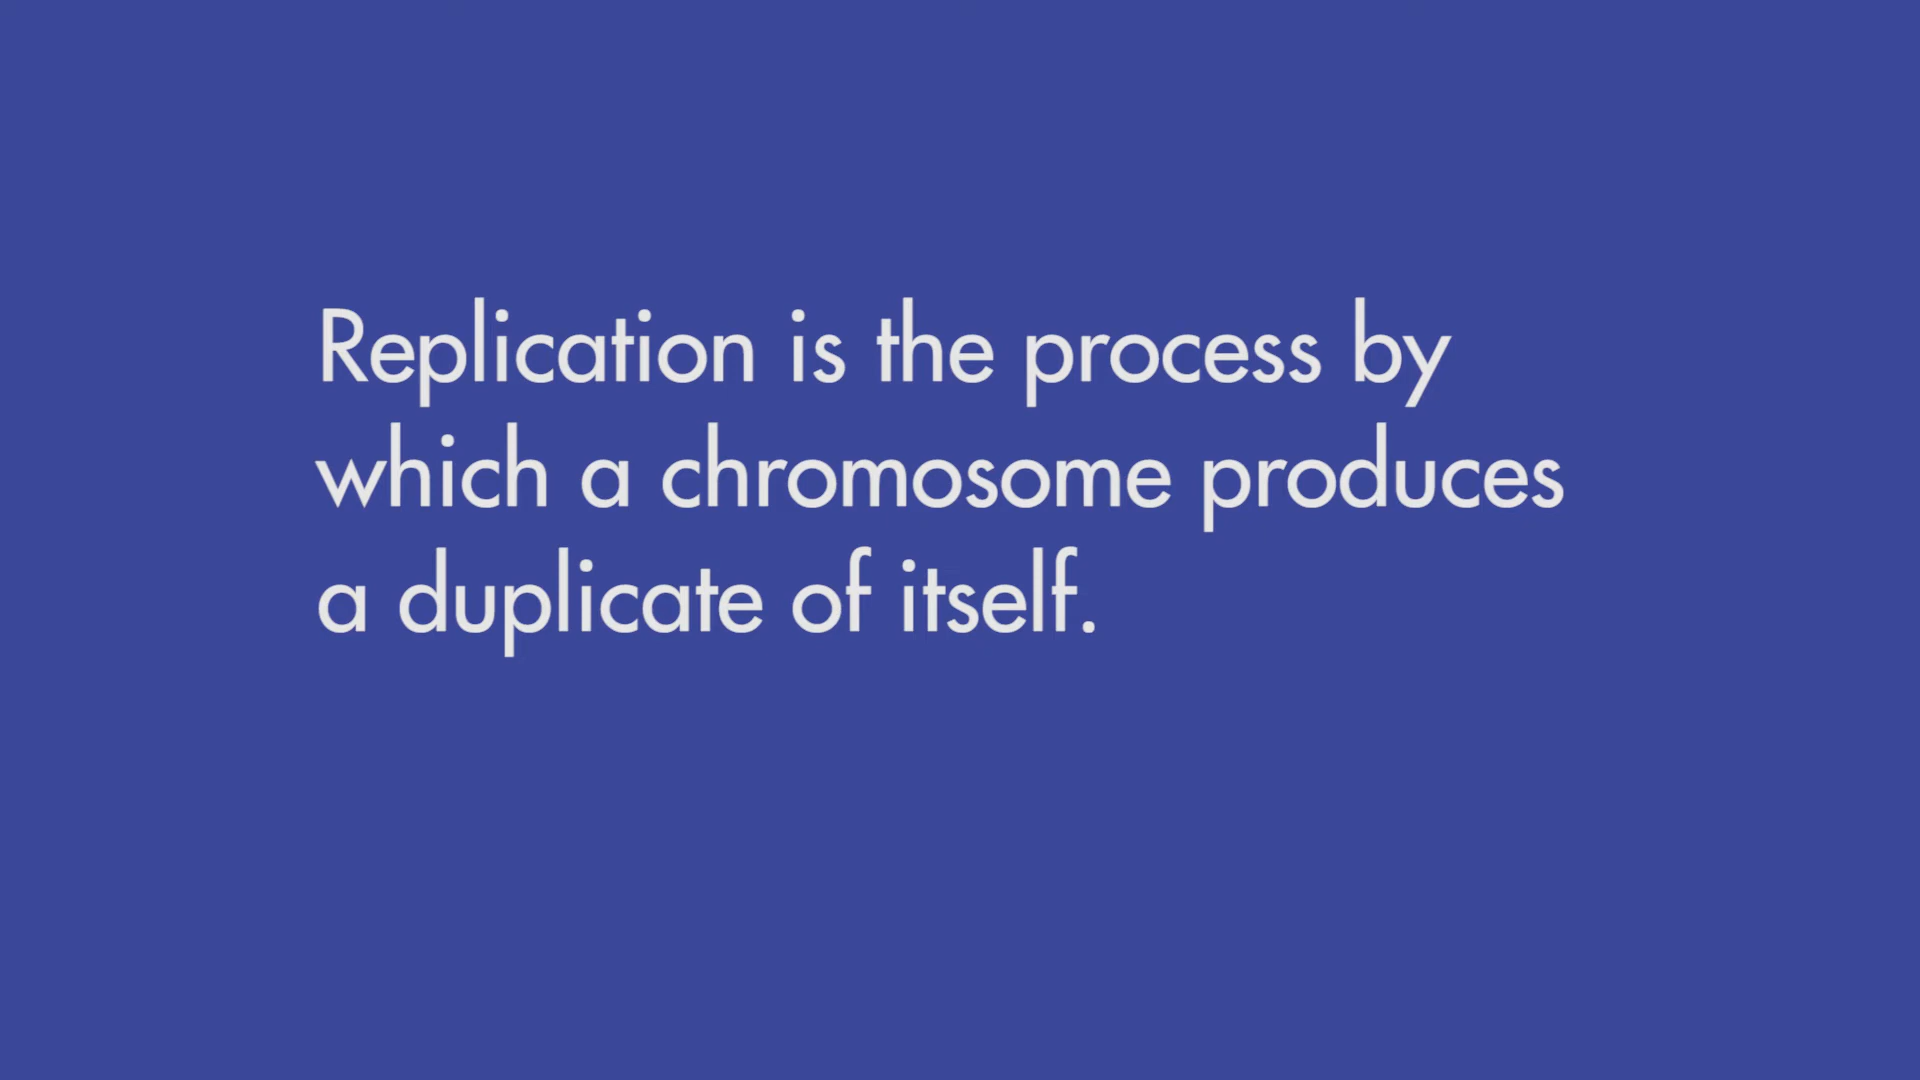 Replication is the process by
which a chromosome produces
a duplicate of itself.